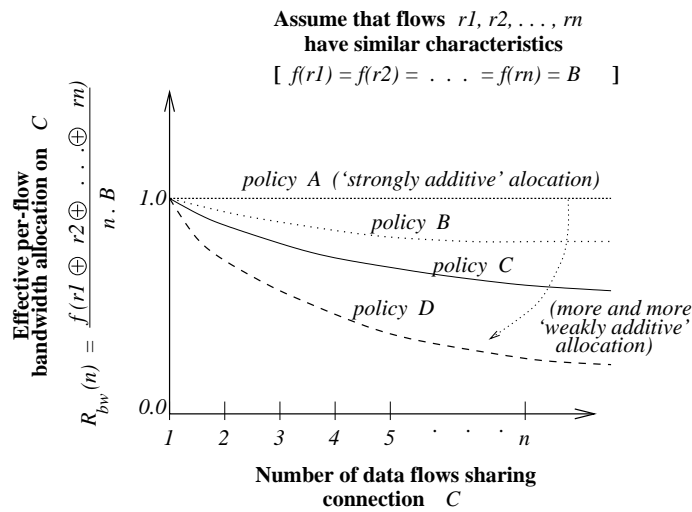 Assume that flows r1, r2, . . . , rn
have similar characteristics
[ f(r1) = f(r2) = . . . = f(rn) = B ]
Effective per-flow
bandwidth allocation on C
R_bw (n) = f (r1 ⊕ r2 ⊕ . . . ⊕ rn) / n . B
1.0
0.0
policy A ('strongly additive' alocation)
policy B
policy C
policy D
(more and more
'weakly additive'
allocation)
1 2 3 4 5 . . . n
Number of data flows sharing
connection C